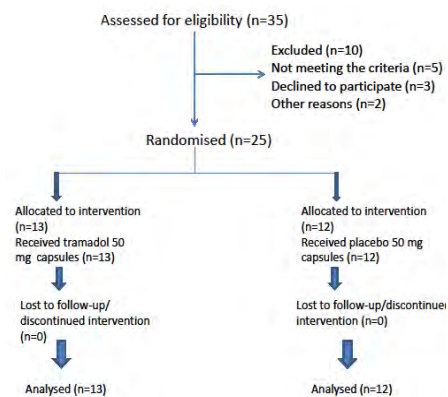 Assessed for eligibility (n=35)
Excluded (n=10)
Not meeting the criteria (n=5)
Declined to participate (n=3)
Other reasons (n=2)
Randomised (n=25)
Allocated to intervention
(n=13)
Received tramadol 50
mg capsules (n=13)
Allocated to intervention
(n=12)
Received placebo 50 mg
capsules (n=12)
Lost to follow-up/
discontinued intervention
(n=0)
Lost to follow-up/discontinued
intervention (n=0)
Analysed (n=13)
Analysed (n=12)